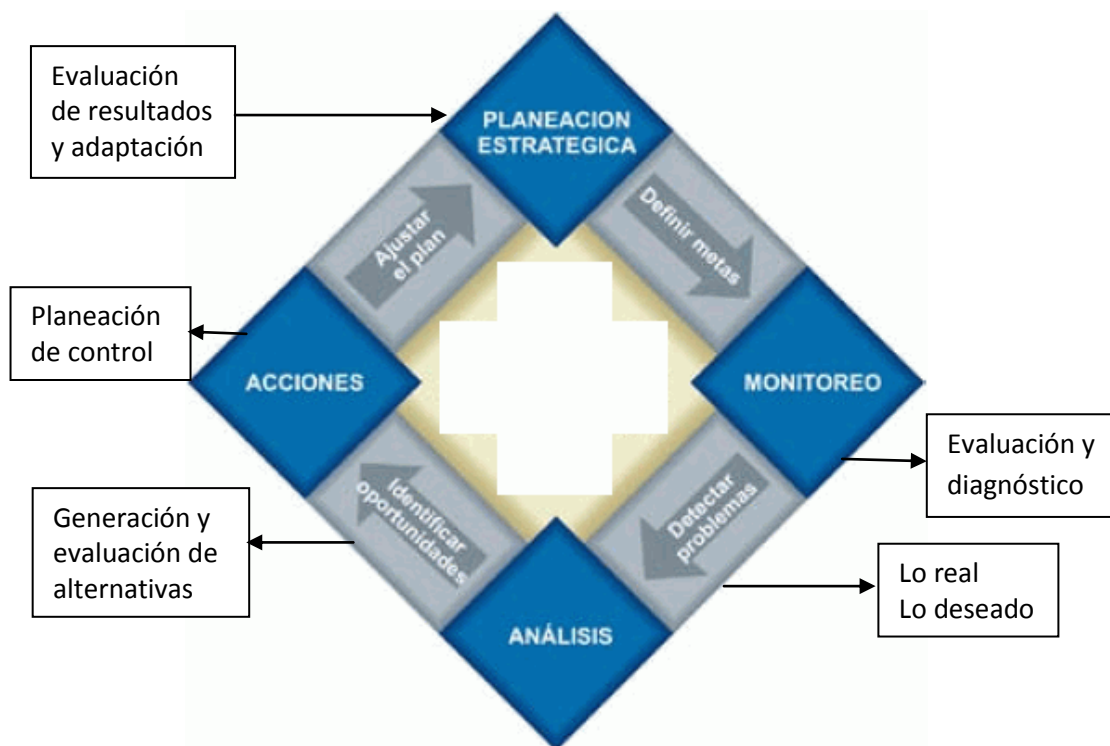 Evaluación
de resultados
y adaptación
PLANEACION
ESTRATEGICA
Ajustar
el plan
Definir metas
Planeación
de control
ACCIONES
MONITOREO
Evaluación y
diagnóstico
Generación y
evaluación de
alternativas
Identificar
oportunidades
Detectar
problemas
Lo real
Lo deseado
ANÁLISIS